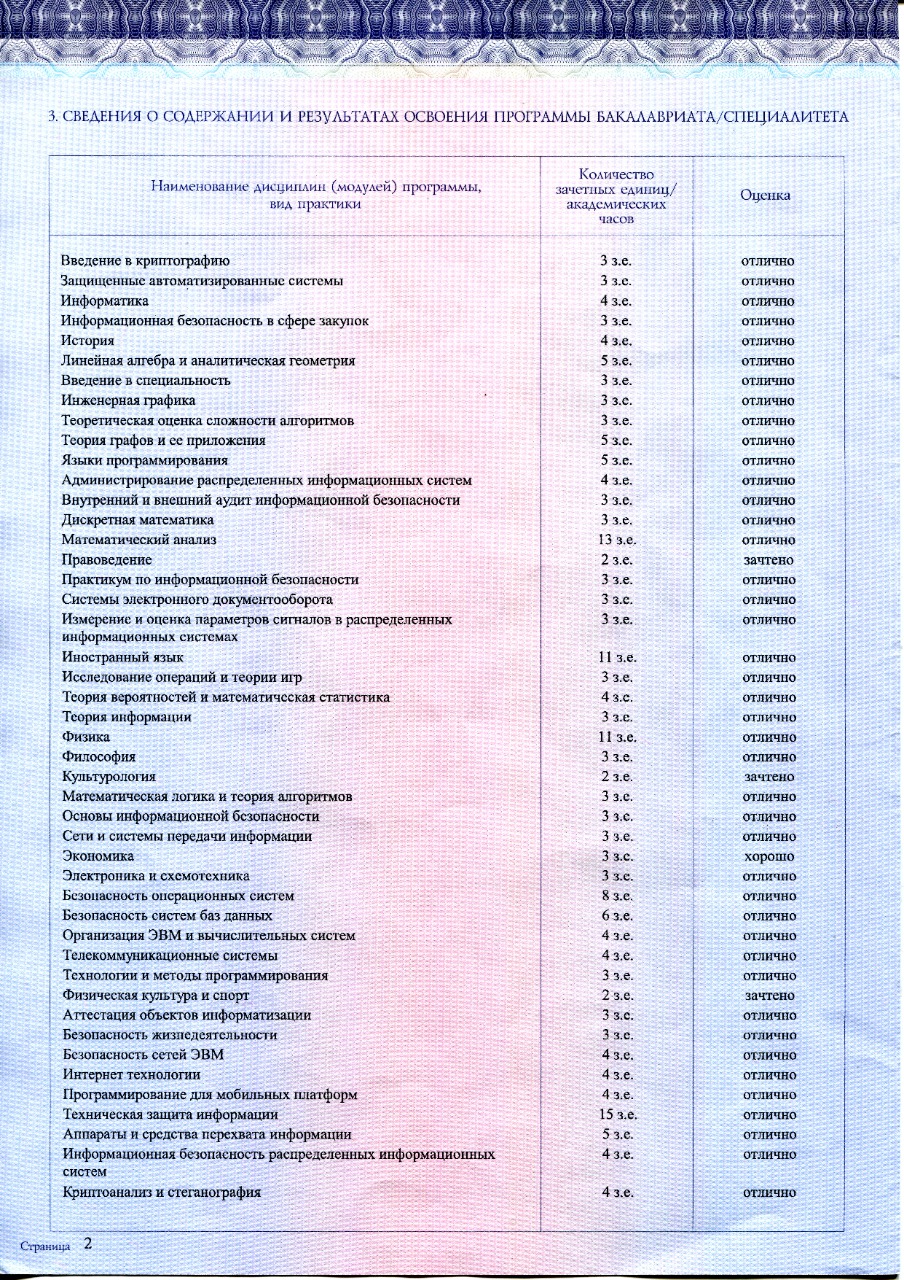 3. СВЕДЕНИЯ О СОДЕРЖАНИИ И РЕЗУЛЬТАТАХ ОСВОЕНИЯ ПРОГРАММЫ БАКАЛАВРИАТА/СПЕЦИАЛИТЕТА
Наименование дисциплин (модулей) программы,
вид практики
Количество
зачетных единиц/
академических
часов
Оценка
Введение в криптографию 3 з.е. отлично
Защищенные автоматизированные системы 3 з.е. отлично
Информатика 4 з.е. отлично
Информационная безопасность в сфере закупок 3 з.е. отлично
История 4 з.е. отлично
Линейная алгебра и аналитическая геометрия 5 з.е. отлично
Введение в специальность 3 з.е. отлично
Инженерная графика 3 з.е. отлично
Теоретическая оценка сложности алгоритмов 3 з.е. отлично
Теория графов и ее приложения 5 з.е. отлично
Языки программирования 5 з.е. отлично
Администрирование распределенных информационных систем 4 з.е. отлично
Внутренний и внешний аудит информационной безопасности 3 з.е. отлично
Дискретная математика 3 з.е. отлично
Математический анализ 13 з.е. отлично
Правоведение 2 з.е. зачтено
Практикум по информационной безопасности 3 з.е. отлично
Системы электронного документооборота 3 з.е. отлично
Измерение и оценка параметров сигналов в распределенных 3 з.е. отлично
информационных системах
Иностранный язык 11 з.е. отлично
Исследование операций и теории игр 3 з.е. отлично
Теория вероятностей и математическая статистика 4 з.е. отлично
Теория информации 3 з.е. отлично
Физика 11 з.е. отлично
Философия 3 з.е. отлично
Культурология 2 з.е. зачтено
Математическая логика и теория алгоритмов 3 з.е. отлично
Основы информационной безопасности 3 з.е. отлично
Сети и системы передачи информации 3 з.е. отлично
Экономика 3 з.е. хорошо
Электроника и схемотехника 3 з.е. отлично
Безопасность операционных систем 8 з.е. отлично
Безопасность систем баз данных 6 з.е. отлично
Организация ЭВМ и вычислительных систем 4 з.е. отлично
Телекоммуникационные системы 4 з.е. отлично
Технологии и методы программирования 3 з.е. отлично
Физическая культура и спорт 2 з.е. зачтено
Аттестация объектов информатизации 3 з.е. отлично
Безопасность жизнедеятельности 3 з.е. отлично
Безопасность сетей ЭВМ 4 з.е. отлично
Интернет технологии 4 з.е. отлично
Программирование для мобильных платформ 4 з.е. отлично
Техническая защита информации 15 з.е. отлично
Аппараты и средства перехвата информации 5 з.е. отлично
Информационная безопасность распределенных информационных 4 з.е. отлично
систем
Криптоанализ и стеганография 4 з.е. отлично
Страница 2